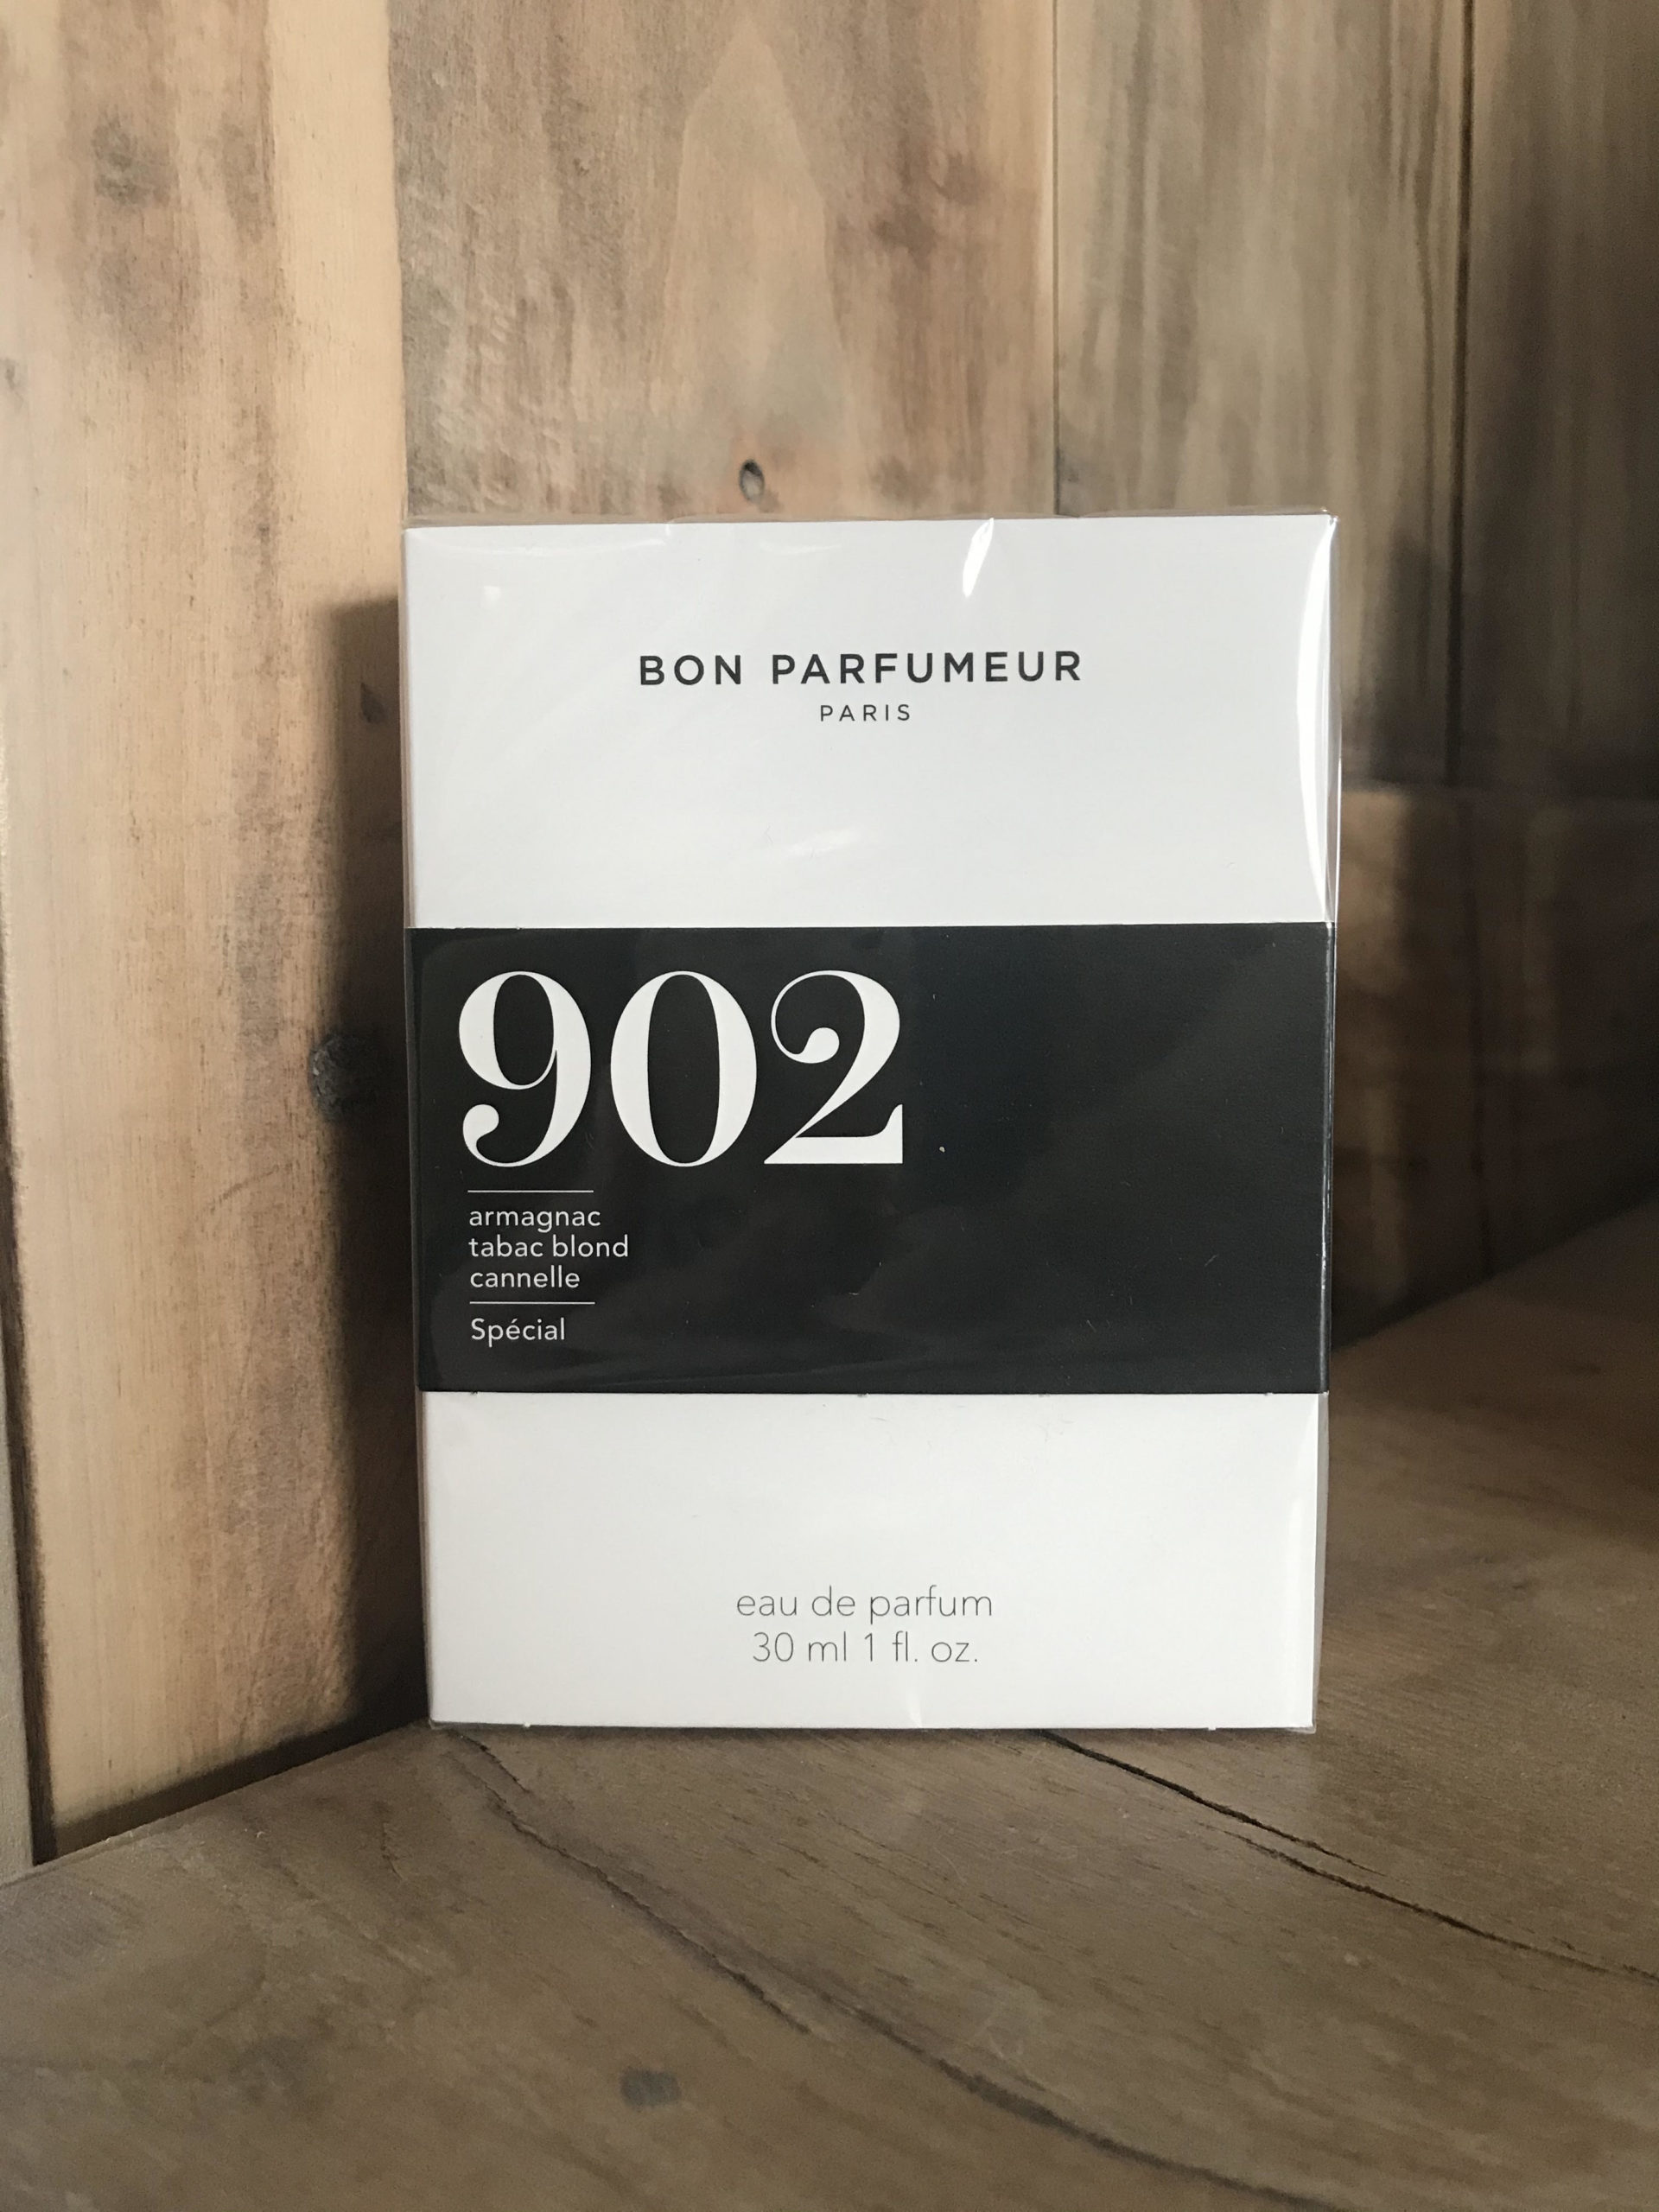 BON PARFUMEUR
PARIS
902
armagnac
tabac blond
cannelle
Spécial
eau de parfum
30 ml 1 fl. oz.